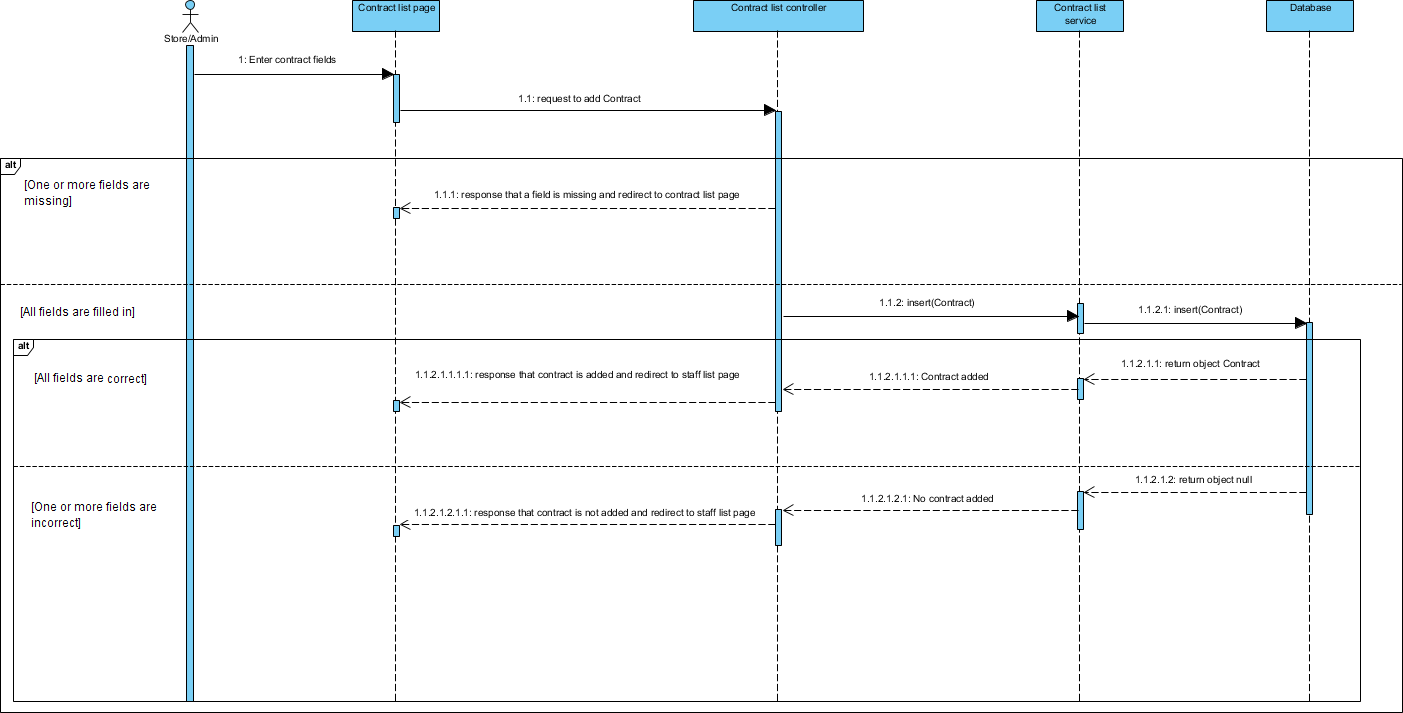 Store/Admin
Contract list page
Contract list controller
Contract list
service
Database
1: Enter contract fields
1.1: request to add Contract
alt
[One or more fields are
missing]
1.1.1: response that a field is missing and redirect to contract list page
[All fields are filled in]
1.1.2: insert(Contract)
1.1.2.1: insert(Contract)
alt
[All fields are correct]
1.1.2.1.1.1.1: response that contract is added and redirect to staff list page
1.1.2.1.1.1: Contract added
1.1.2.1.1: return object Contract
[One or more fields are
incorrect]
1.1.2.1.2.1.1: response that contract is not added and redirect to staff list page
1.1.2.1.2.1: No contract added
1.1.2.1.2: return object null